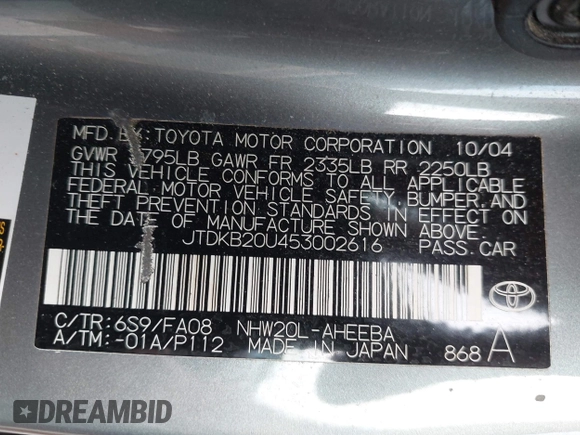 MFD. BY: TOYOTA MOTOR CORPORATION 10/04
GVWR 3795LB GAWR FR 2335LB RR 2250LB
THIS VEHICLE CONFORMS TO ALL APPLICABLE
FEDERAL MOTOR VEHICLE SAFETY, BUMPER, AND
THEFT PREVENTION STANDARDS IN EFFECT ON
THE DATE OF MANUFACTURE SHOWN ABOVE.
JTDKB20U453002616 PASS. CAR
C/TR: 6S9/FA08 NHW20L-AHEEBA
A/TM: -01A/P112 MADE IN JAPAN 868 A
DREAMBID